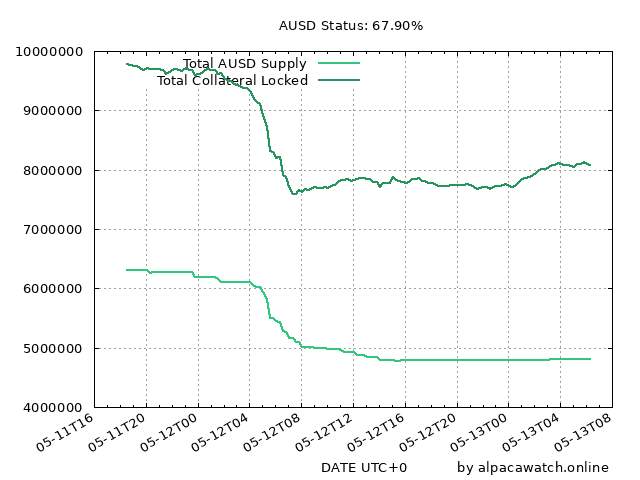 AUSD Status: 67.90%
Total AUSD Supply
Total Collateral Locked
10000000
9000000
8000000
7000000
6000000
5000000
4000000
05-11T16
05-11T20
05-12T00
05-12T04
05-12T08
05-12T12
05-12T16
05-12T20
05-13T00
05-13T04
05-13T08
DATE UTC+0
by alpacawatch.online